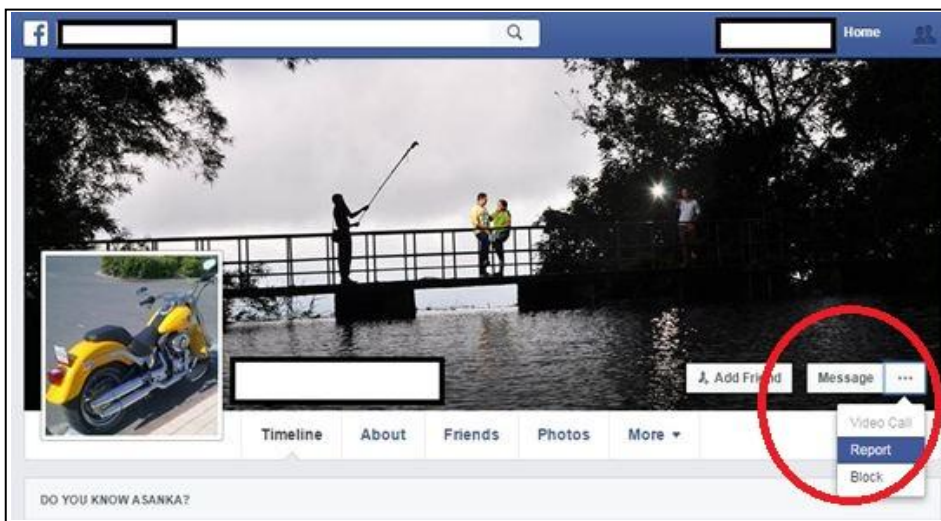 f
Home
Add Friend
Message
...
Video Call
Report
Block
Timeline
About
Friends
Photos
More
DO YOU KNOW ASANKA?